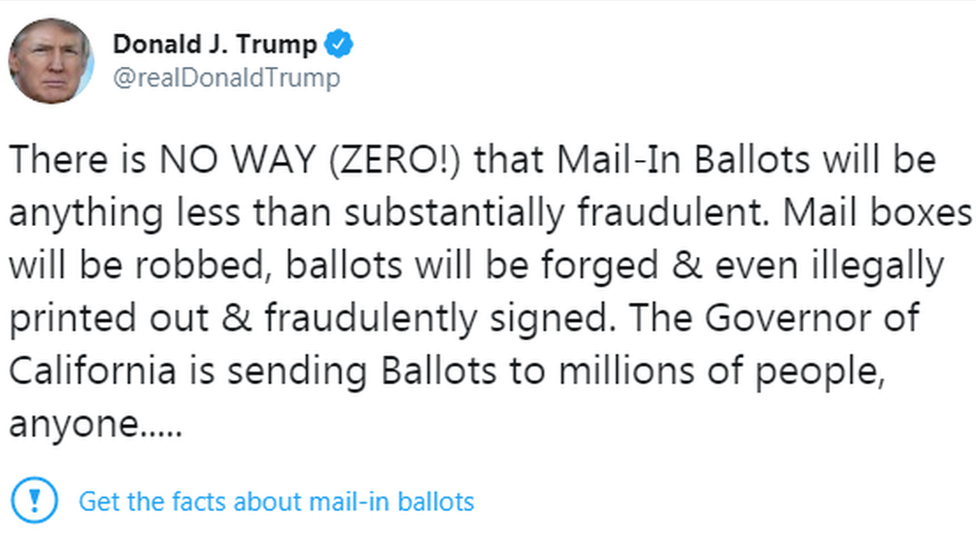 Donald J. Trump
@realDonaldTrump
There is NO WAY (ZERO!) that Mail-In Ballots will be
anything less than substantially fraudulent. Mail boxes
will be robbed, ballots will be forged & even illegally
printed out & fraudulently signed. The Governor of
California is sending Ballots to millions of people,
anyone.....
Get the facts about mail-in ballots